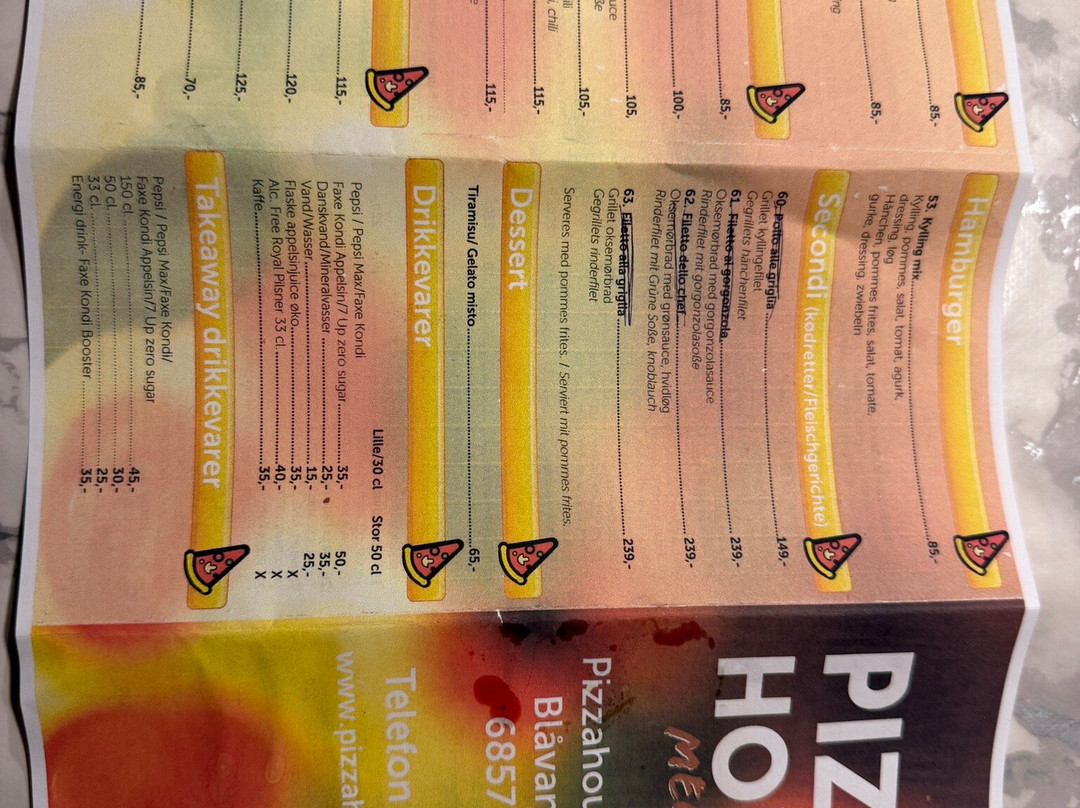 115,-
120,-
125,-
70,-
85,-
115,-
115,-
105,-
105,
100,-
85,-
85,-
85,-
Hamburger
53. Kylling mix 85,-
Kylling, pommes, salat, tomat, agurk,
dressing, løg
Hänchen, pommes frites, salat, tomate,
gurke, dressing, zwiebeln
Secondi (kødretter/Fleischgerichte)
60. Pollo alla griglia 149,-
Grillet kyllingefilet
Gegrillets hänchenfilet
61. Filetto al gorgonzola 239,-
Oksemørbrad med gorgonzolasauce
Rinderfilet mit gorgonzolasoße
62. Filetto dello chef 239,-
Oksemørbrad med grønsauce, hvidløg
Rinderfilet mit Grüne Soße, knoblauch
63. Filetto alla griglia 239,-
Grillet oksemørbrad
Gegrillets rinderfilet
Serveres med pommes frites. / Serviert mit pommes frites.
Dessert
Tiramisu/ Gelato misto 65,-
Drikkevarer
Lille/30 cl Stor 50 cl
Pepsi / Pepsi Max/Faxe Kondi
Faxe Kondi Appelsin/7 Up zero sugar 35,- 50,-
Danskvand/Mineralvasser 25,- 35,-
Vand/Wasser 15,- 25,-
Flaske appelsinjuice øko 35,- X
Alc. Free Royal Pilsner 33 cl. 40,- X
Kaffe 35,- X
Takeaway drikkevarer
Pepsi / Pepsi Max/Faxe Kondi/
Faxe Kondi Appelsin/7 Up zero sugar
150 cl. 45,-
50 cl. 30,-
33 cl. 25,-
Energi drink- Faxe Kondi Booster 35,-
PIZ
HO
Pizzahou
Blåvan
6857
Telefon
www.pizzah